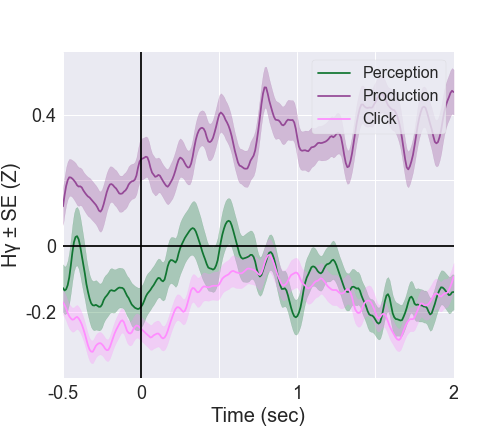 Perception
Production
Click
0.4
0
-0.2
Hγ ± SE (Z)
-0.5
0
1
2
Time (sec)